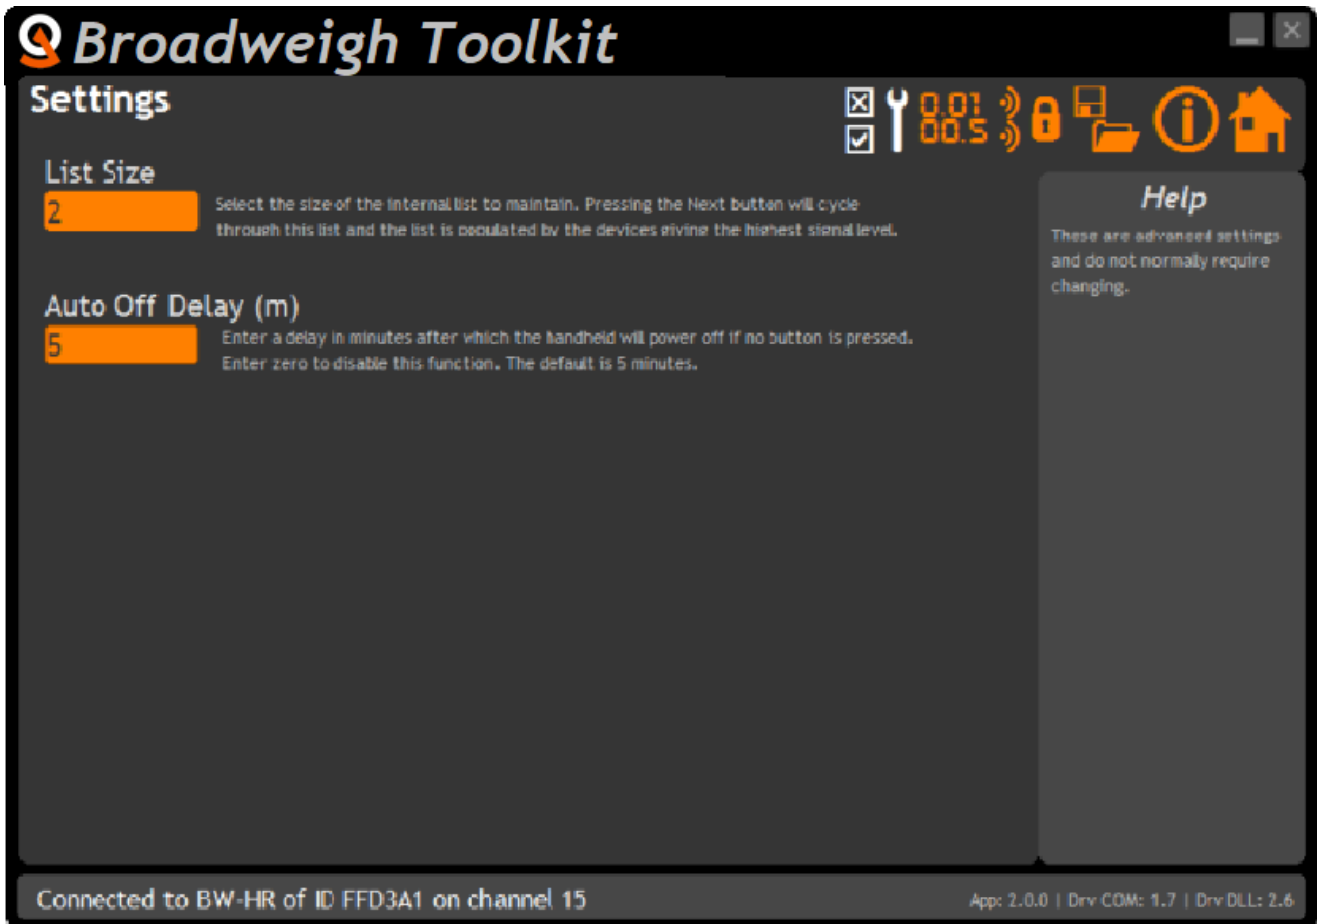 Broadweigh Toolkit
Settings
0.01
00.5
List Size
2
Select the size of the internal list to maintain. Pressing the Next button will cycle
through this list and the list is populated by the devices giving the highest signal level.
Auto Off Delay (m)
5
Enter a delay in minutes after which the handheld will power off if no button is pressed.
Enter zero to disable this function. The default is 5 minutes.
Help
These are advanced settings
and do not normally require
changing.
Connected to BW-HR of ID FFD3A1 on channel 15
App: 2.0.0 | Drv COM: 1.7 | Drv DLL: 2.6